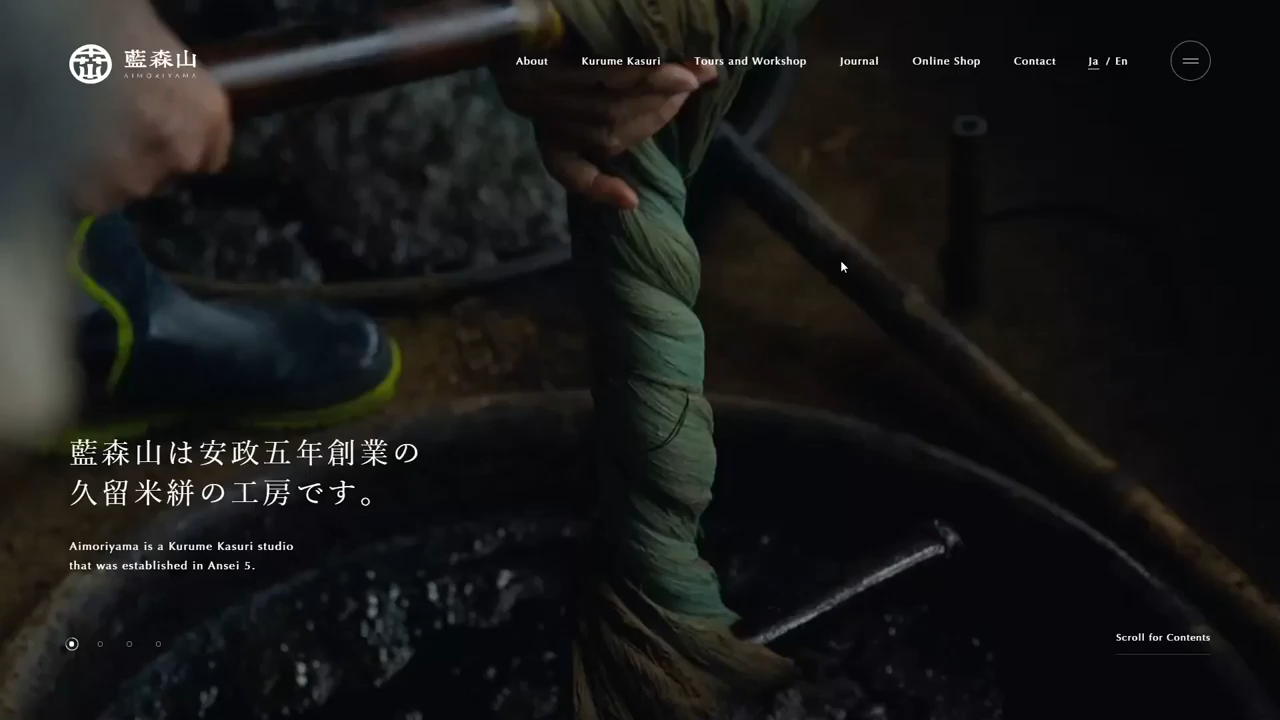 藍森山
AIMORIYAMA
About
Kurume Kasuri
Tours and Workshop
Journal
Online Shop
Contact
Ja / En
藍森山は安政五年創業の
久留米絣の工房です。
Aimoriyama is a Kurume Kasuri studio
that was established in Ansei 5.
Scroll for Contents